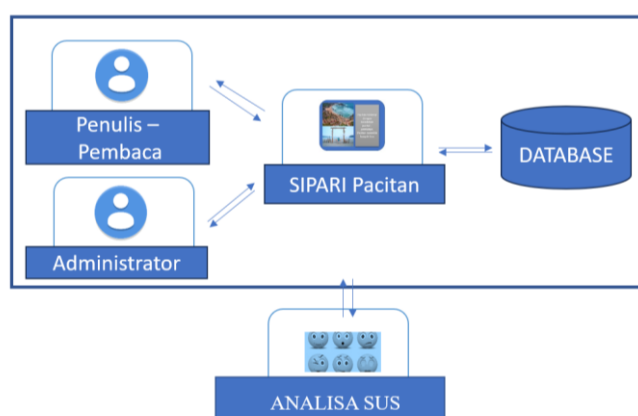 Penulis –
Pembaca
SIPARI Pacitan
DATABASE
Administrator
ANALISA SUS